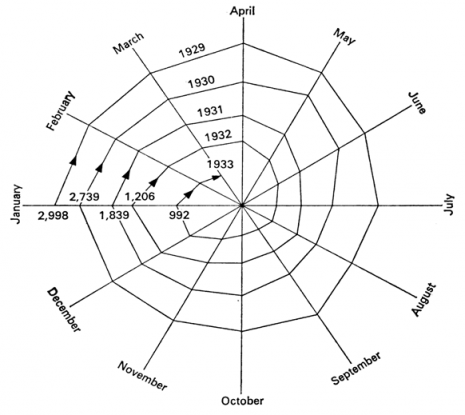 April
March
May
1929
1930
February
June
1931
1932
1933
January
2,739
1,206
July
2,998
1,839
992
December
August
November
September
October